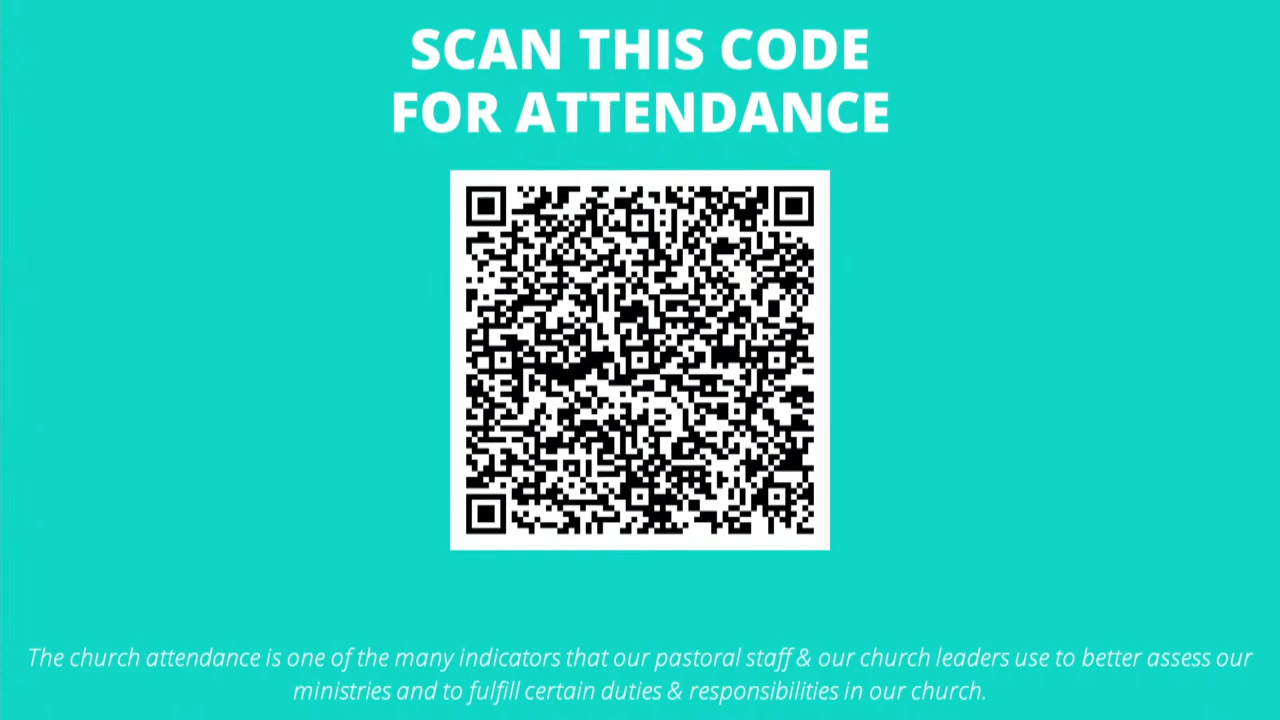 SCAN THIS CODE
FOR ATTENDANCE
The church attendance is one of the many indicators that our pastoral staff & our church leaders use to better assess our
ministries and to fulfill certain duties & responsibilities in our church.